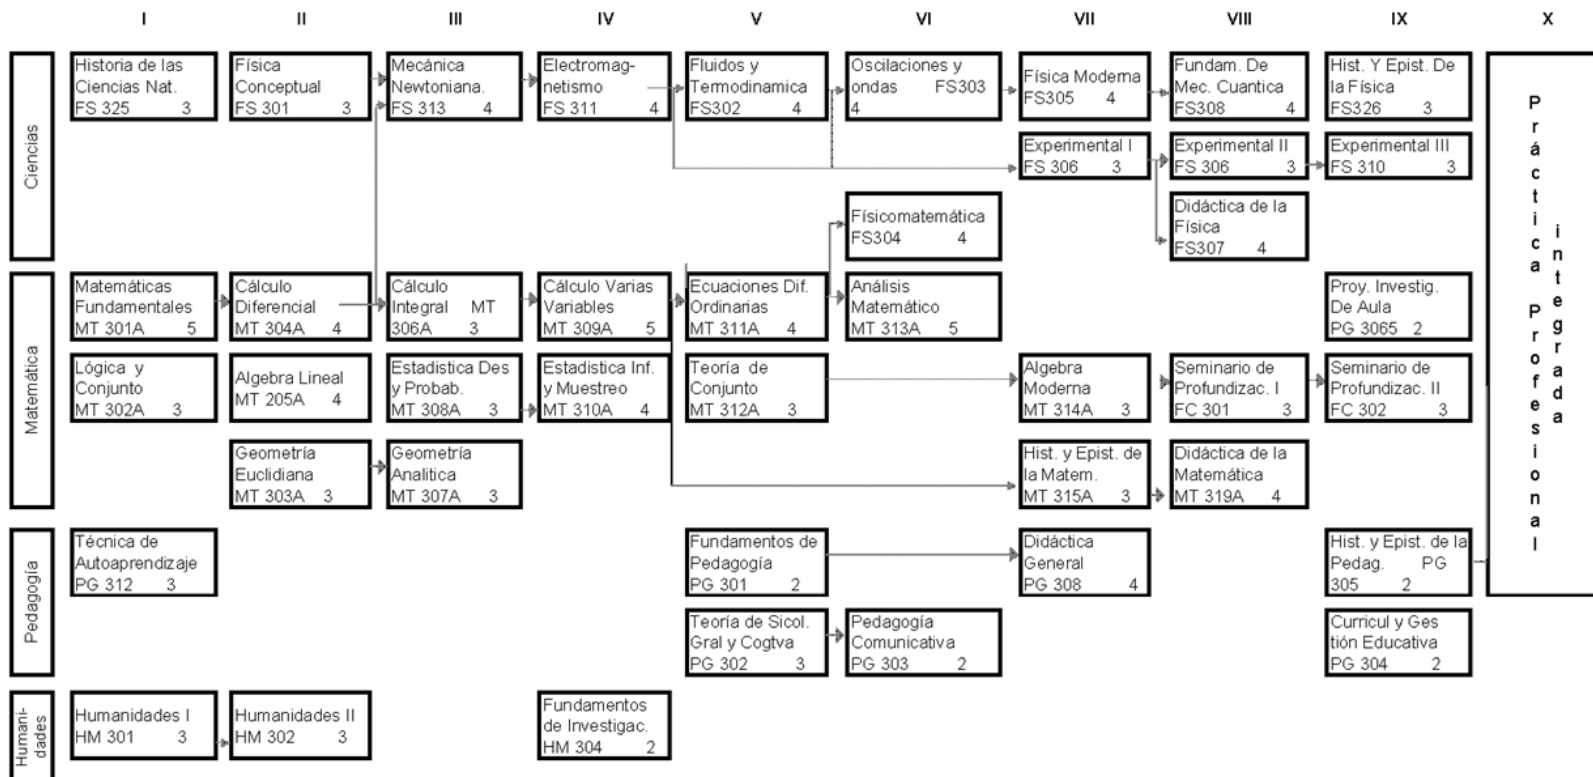 I II III IV V VI VII VIII IX X
Ciencias
Historia de las
Ciencias Nat.
FS 325 3
Física
Conceptual
FS 301 3
Mecánica
Newtoniana.
FS 313 4
Electromag-
netismo
FS 311 4
Fluidos y
Termodinamica
FS302 4
Oscilaciones y
ondas FS303
4
Física Moderna
FS305 4
Fundam. De
Mec. Cuantica
FS308 4
Hist. Y Epist. De
la Física
FS326 3
Experimental I
FS 306 3
Experimental II
FS 306 3
Experimental III
FS 310 3
Físicomatemática
FS304 4
Didáctica de la
Física
FS307 4
Matemática
Matemáticas
Fundamentales
MT 301A 5
Cálculo
Diferencial
MT 304A 4
Cálculo
Integral MT
306A 3
Cálculo Varias
Variables
MT 309A 5
Ecuaciones Dif.
Ordinarias
MT 311A 4
Análisis
Matemático
MT 313A 5
Proy. Investig.
De Aula
PG 3065 2
Lógica y
Conjunto
MT 302A 3
Algebra Lineal
MT 205A 4
Estadistica Des
y Probab.
MT 308A 3
Estadistica Inf.
y Muestreo
MT 310A 4
Teoría de
Conjunto
MT 312A 3
Algebra
Moderna
MT 314A 3
Seminario de
Profundizac. I
FC 301 3
Seminario de
Profundizac. II
FC 302 3
Geometría
Euclidiana
MT 303A 3
Geometría
Analitica
MT 307A 3
Hist. y Epist. de
la Matem.
MT 315A 3
Didáctica de la
Matemática
MT 319A 4
Pedagogía
Técnica de
Autoaprendizaje
PG 312 3
Fundamentos de
Pedagogía
PG 301 2
Didáctica
General
PG 308 4
Hist. y Epist. de la
Pedag. PG
305 2
Teoría de Sicol.
Gral y Cogtva
PG 302 3
Pedagogía
Comunicativa
PG 303 2
Curricul y Ges
tión Educativa
PG 304 2
Humani-
dades
Humanidades I
HM 301 3
Humanidades II
HM 302 3
Fundamentos
de Investigac.
HM 304 2
Práctica Profesional
integrada